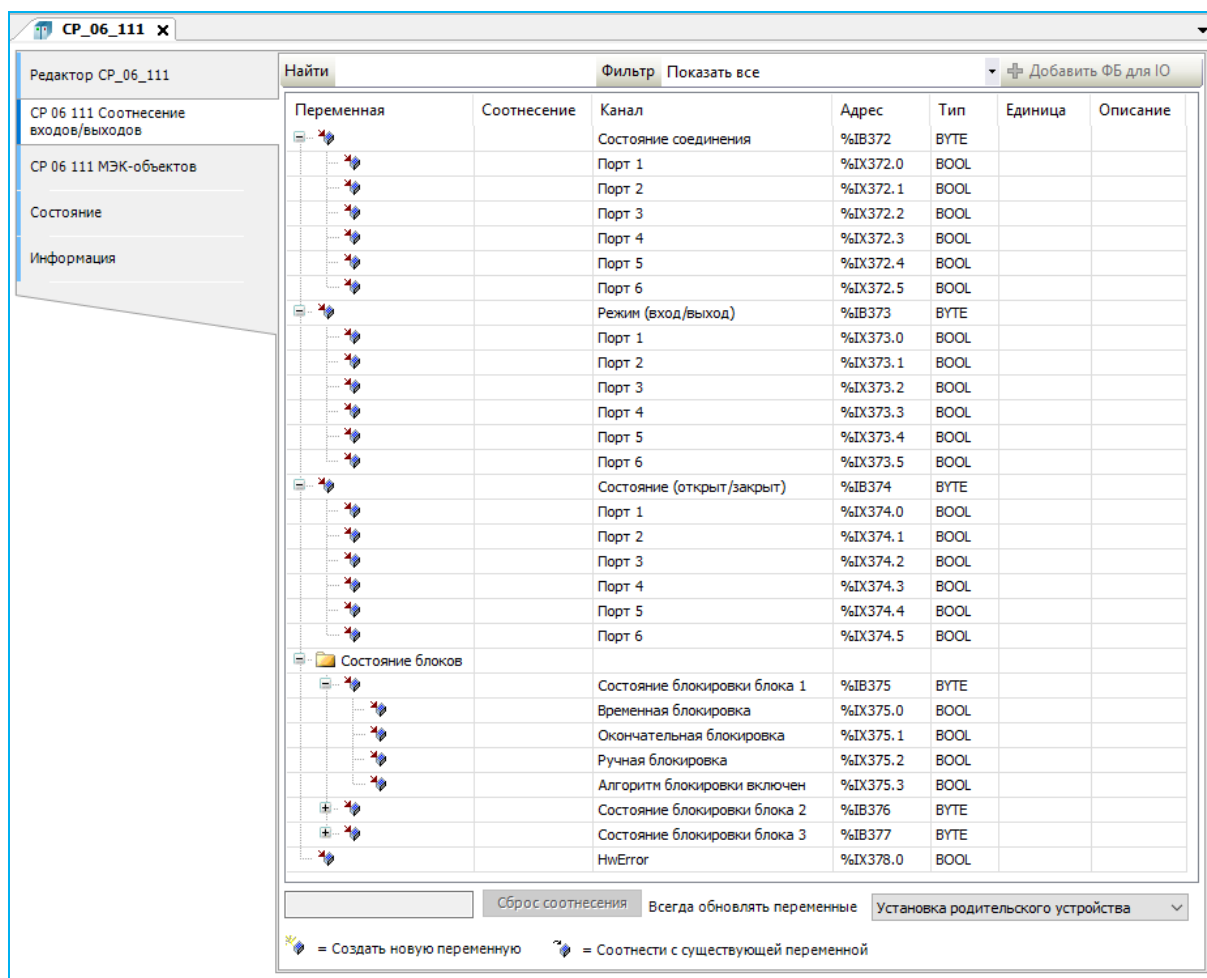 CP_06_111 x
Редактор CP_06_111
CP 06 111 Соотнесение
входов/выходов
CP 06 111 МЭК-объектов
Состояние
Информация
Найти Фильтр Показать все Добавить ФБ для IO
Переменная Соотнесение Канал Адрес Тип Единица Описание
Состояние соединения %IB372 BYTE
Порт 1 %IX372.0 BOOL
Порт 2 %IX372.1 BOOL
Порт 3 %IX372.2 BOOL
Порт 4 %IX372.3 BOOL
Порт 5 %IX372.4 BOOL
Порт 6 %IX372.5 BOOL
Режим (вход/выход) %IB373 BYTE
Порт 1 %IX373.0 BOOL
Порт 2 %IX373.1 BOOL
Порт 3 %IX373.2 BOOL
Порт 4 %IX373.3 BOOL
Порт 5 %IX373.4 BOOL
Порт 6 %IX373.5 BOOL
Состояние (открыт/закрыт) %IB374 BYTE
Порт 1 %IX374.0 BOOL
Порт 2 %IX374.1 BOOL
Порт 3 %IX374.2 BOOL
Порт 4 %IX374.3 BOOL
Порт 5 %IX374.4 BOOL
Порт 6 %IX374.5 BOOL
Состояние блоков
Состояние блокировки блока 1 %IB375 BYTE
Временная блокировка %IX375.0 BOOL
Окончательная блокировка %IX375.1 BOOL
Ручная блокировка %IX375.2 BOOL
Алгоритм блокировки включен %IX375.3 BOOL
Состояние блокировки блока 2 %IB376 BYTE
Состояние блокировки блока 3 %IB377 BYTE
HwError %IX378.0 BOOL
Сброс соотнесения Всегда обновлять переменные Установка родительского устройства
= Создать новую переменную = Соотнести с существующей переменной